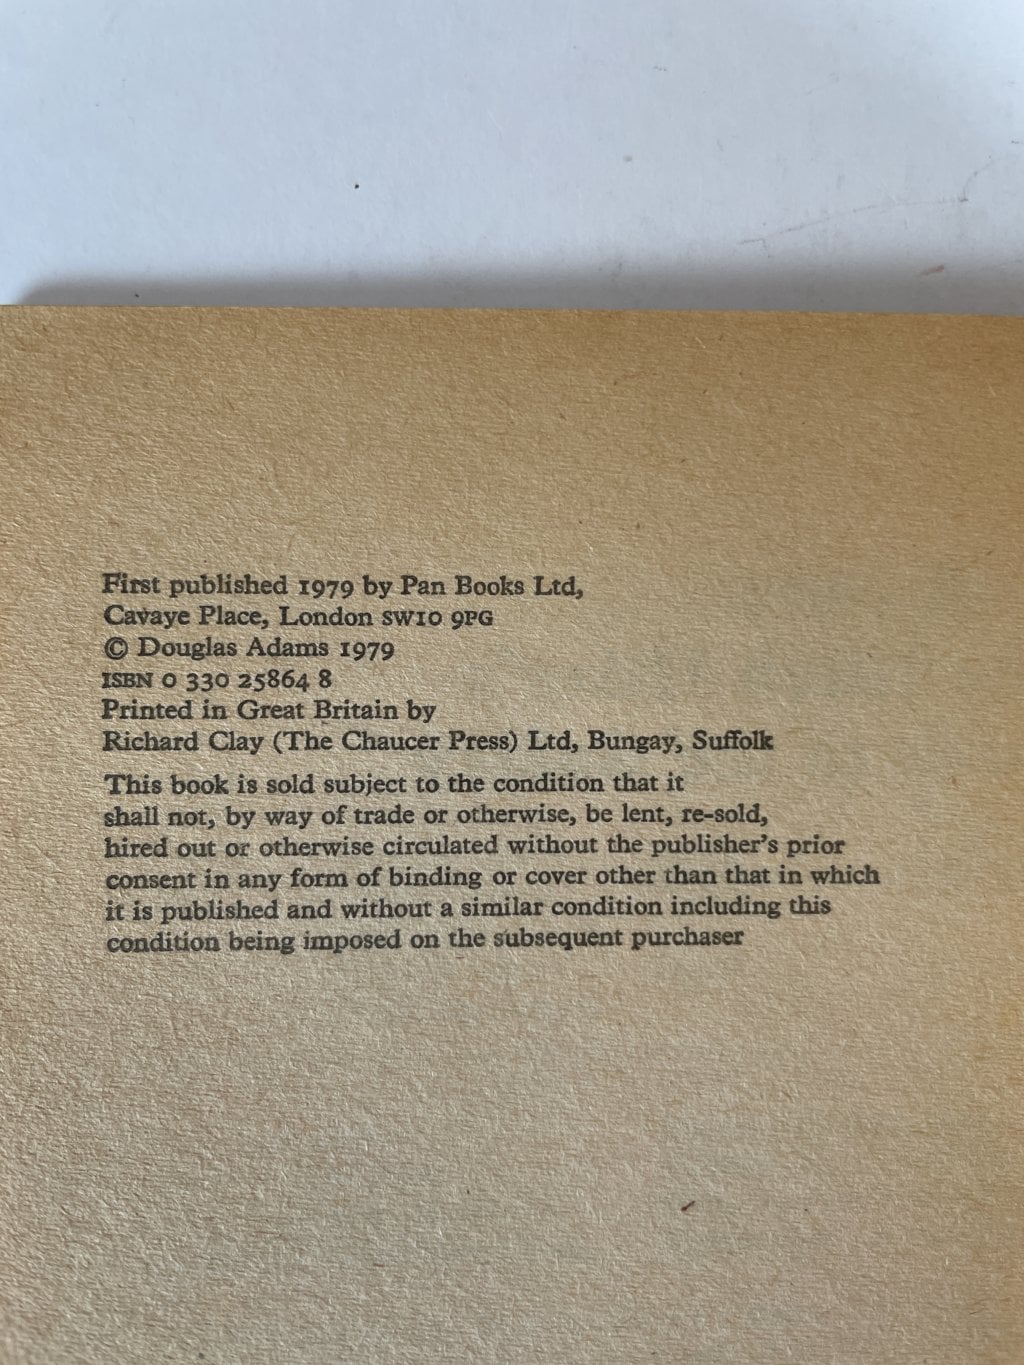 First published 1979 by Pan Books Ltd,
Cavaye Place, London SW10 9PG
© Douglas Adams 1979
ISBN 0 330 25864 8
Printed in Great Britain by
Richard Clay (The Chaucer Press) Ltd, Bungay, Suffolk
This book is sold subject to the condition that it
shall not, by way of trade or otherwise, be lent, re-sold,
hired out or otherwise circulated without the publisher's prior
consent in any form of binding or cover other than that in which
it is published and without a similar condition including this
condition being imposed on the subsequent purchaser